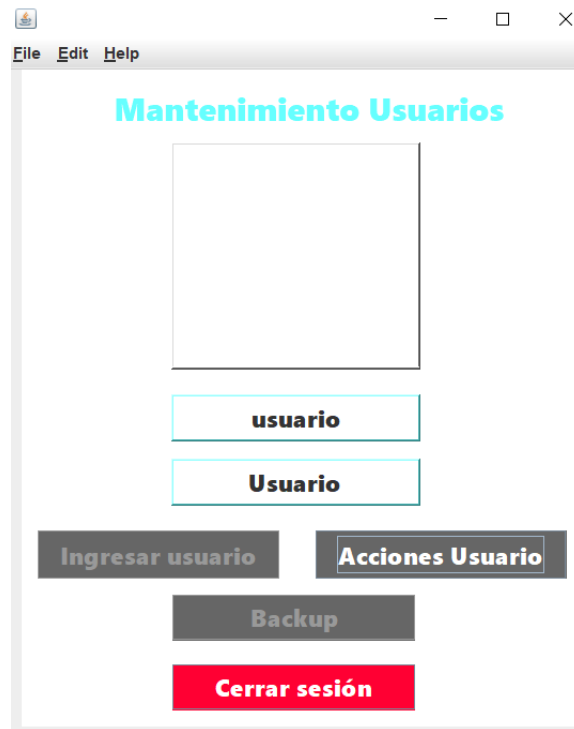 File Edit Help
Mantenimiento Usuarios
usuario
Usuario
Ingresar usuario Acciones Usuario
Backup
Cerrar sesión